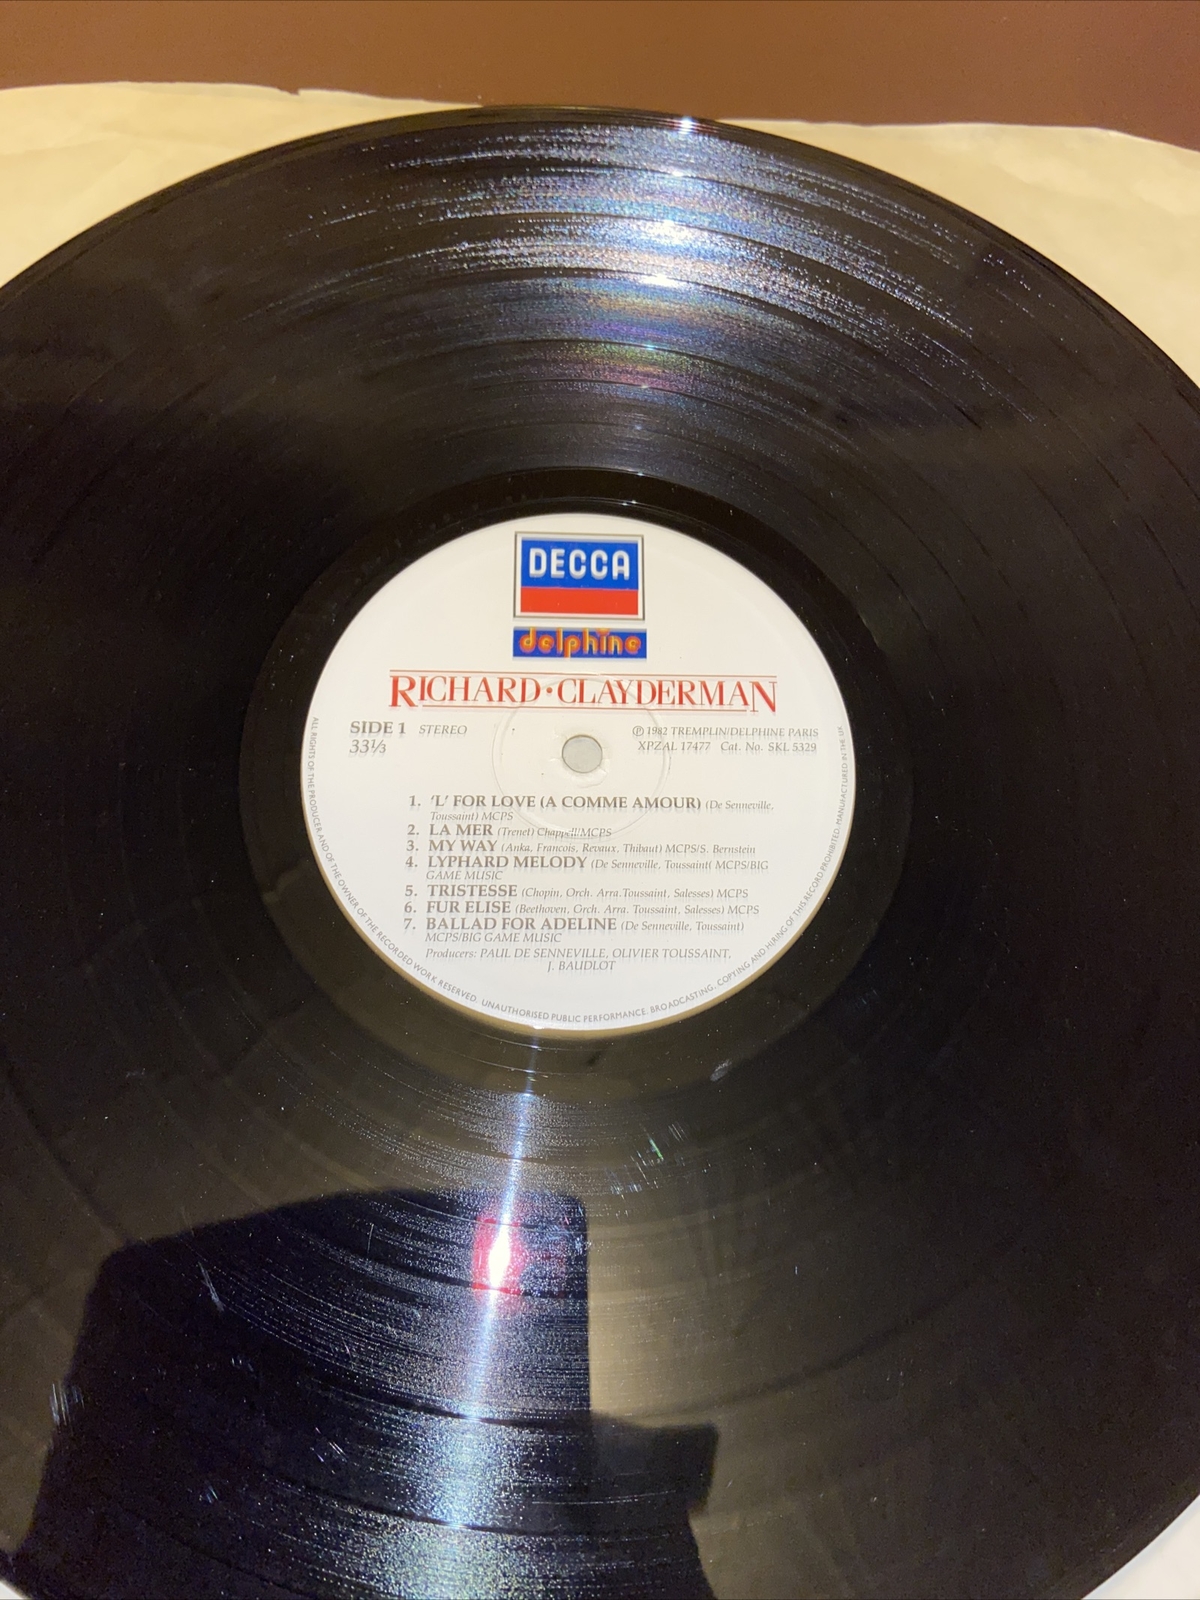 DECCA
delphine
RICHARD·CLAYDERMAN
SIDE 1 STEREO
33⅓
℗ 1982 TREMPLIN/DELPHINE PARIS
XPZAL 17477 Cat. No. SKL 5329
1. 'L' FOR LOVE (A COMME AMOUR) (De Senneville,
Toussaint) MCPS
2. LA MER (Trenet) Chappell/MCPS
3. MY WAY (Anka, Francois, Revaux, Thibaut) MCPS/S. Bernstein
4. LYPHARD MELODY (De Senneville, Toussaint( MCPS/BIG
GAME MUSIC
5. TRISTESSE (Chopin, Orch. Arra.Toussaint, Salesses) MCPS
6. FUR ELISE (Beethoven, Grch. Arra. Toussaint, Salesses) MCPS
7. BALLAD FOR ADELINE (De Senneville, Toussaint)
MCPS/BIG GAME MUSIC
Producers: PAUL DE SENNEVILLE, OLIVIER TOUSSAINT,
J. BAUDLOT
ALL RIGHTS OF THE PRODUCER AND OF THE OWNER OF THE RECORDED WORK RESERVED. UNAUTHORISED PUBLIC PERFORMANCE, BROADCASTING, COPYING AND HIRING OF THIS RECORD PROHIBITED. MANUFACTURED IN THE UK